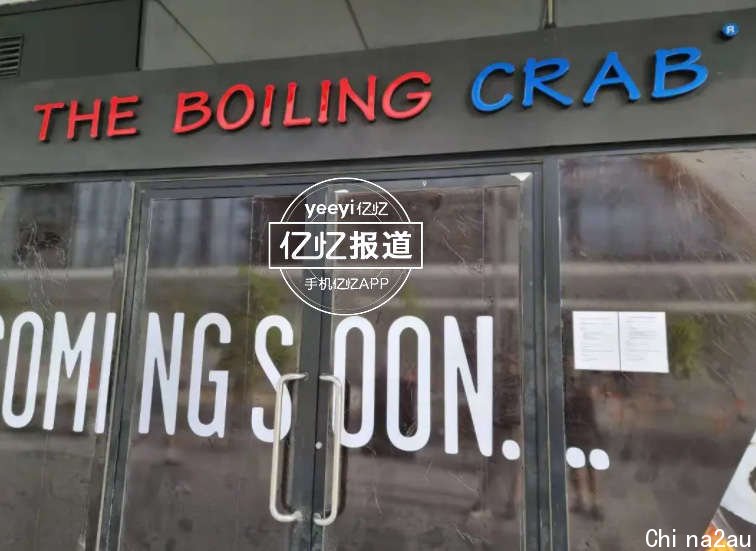 THE BOILING CRAB
R
yeeyi亿忆
亿忆报道
手机亿忆APP
COMING SOON....
China2au